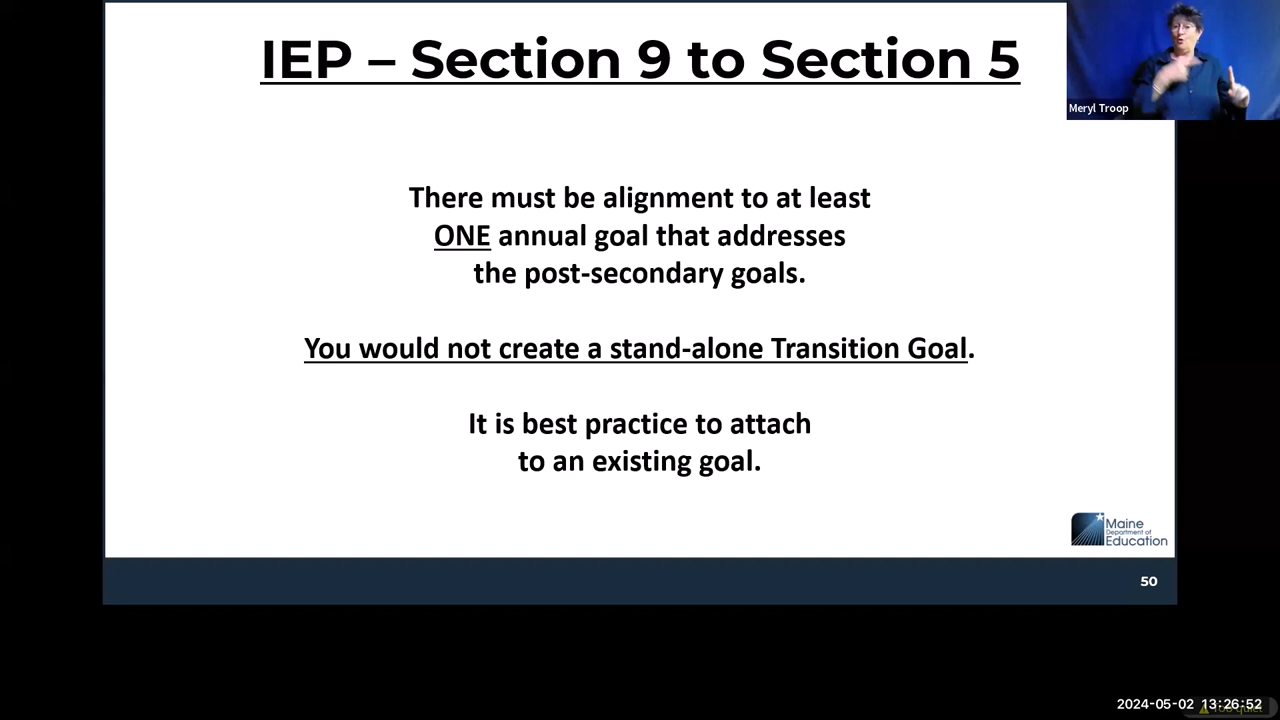 IEP – Section 9 to Section 5
Meryl Troop
There must be alignment to at least
ONE annual goal that addresses
the post-secondary goals.
You would not create a stand-alone Transition Goal.
It is best practice to attach
to an existing goal.
Maine
Department of
Education
50
2024-05-02 13:26:52